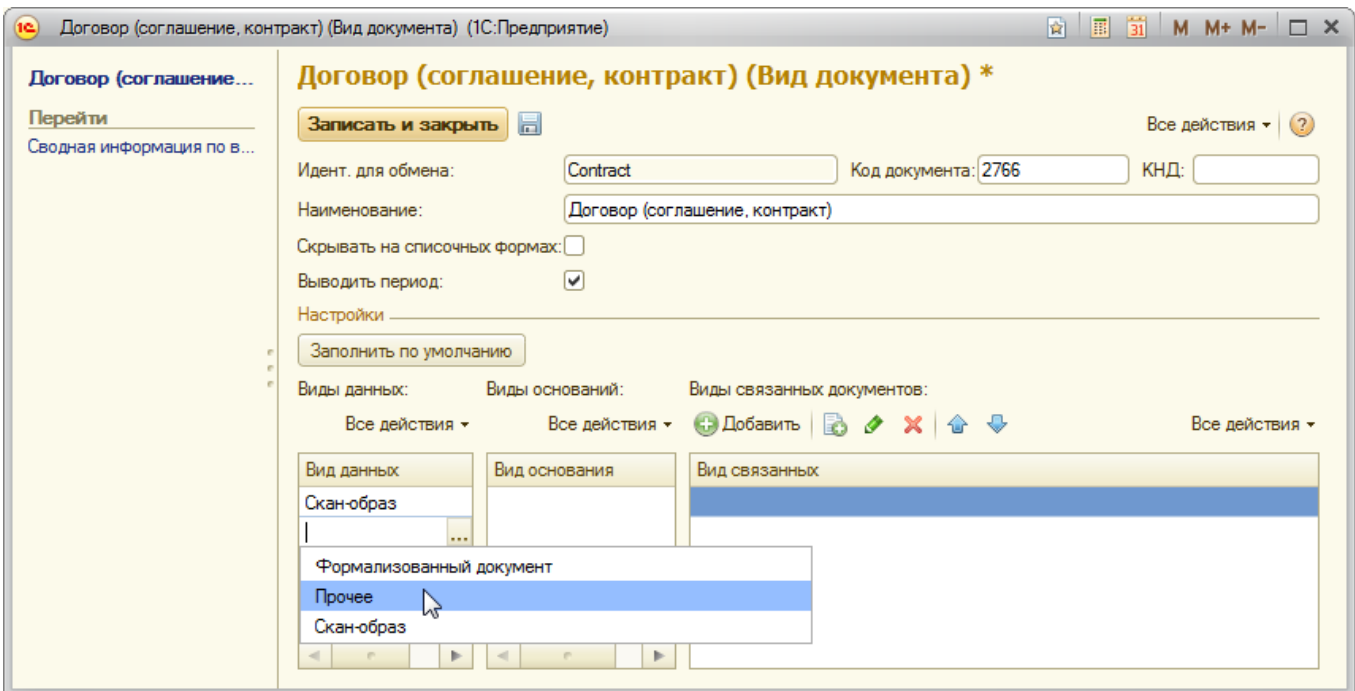 1С Договор (соглашение, контракт) (Вид документа) (1С:Предприятие) 31 M M+ M-
Договор (соглашение...
Перейти
Сводная информация по в...
Договор (соглашение, контракт) (Вид документа) *
Записать и закрыть Все действия ?
Идент. для обмена: Contract Код документа: 2766 КНД:
Наименование: Договор (соглашение, контракт)
Скрывать на списочных формах:
Выводить период:
Настройки
Заполнить по умолчанию
Виды данных: Виды оснований: Виды связанных документов:
Все действия Все действия Добавить Все действия
Вид данных Вид основания Вид связанных
Скан-образ
...
Формализованный документ
Прочее
Скан-образ